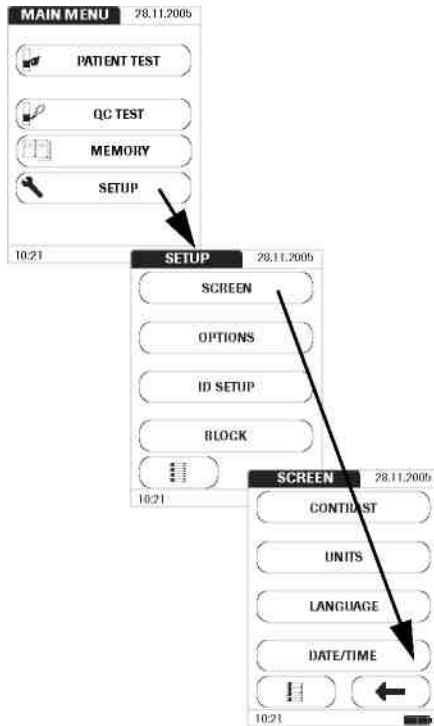 MAIN MENU 28.11.2005
PATIENT TEST
QC TEST
MEMORY
SETUP
10:21
SETUP 28.11.2005
SCREEN
OPTIONS
ID SETUP
BLOCK
10:21
SCREEN 28.11.2005
CONTRAST
UNITS
LANGUAGE
DATE/TIME
10:21